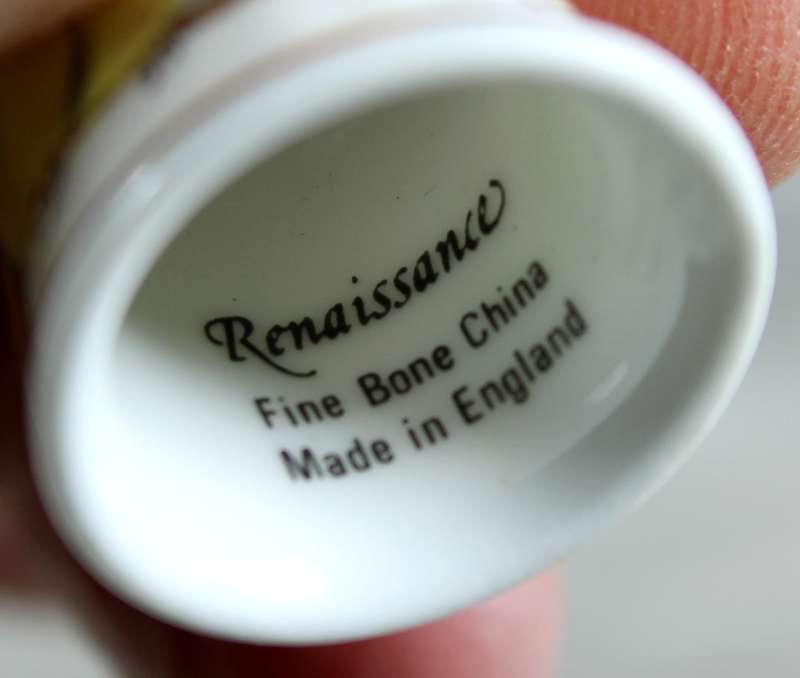 Renaissance
Fine Bone China
Made in England